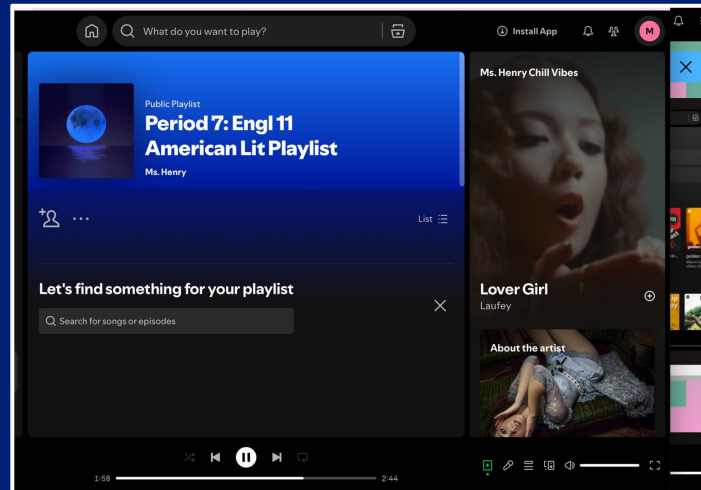 What do you want to play?
Install App
M
Public Playlist
Period 7: Engl 11
American Lit Playlist
Ms. Henry
List
Let's find something for your playlist
Search for songs or episodes
Ms. Henry Chill Vibes
Lover Girl
Laufey
About the artist
1:58
2:44
golden